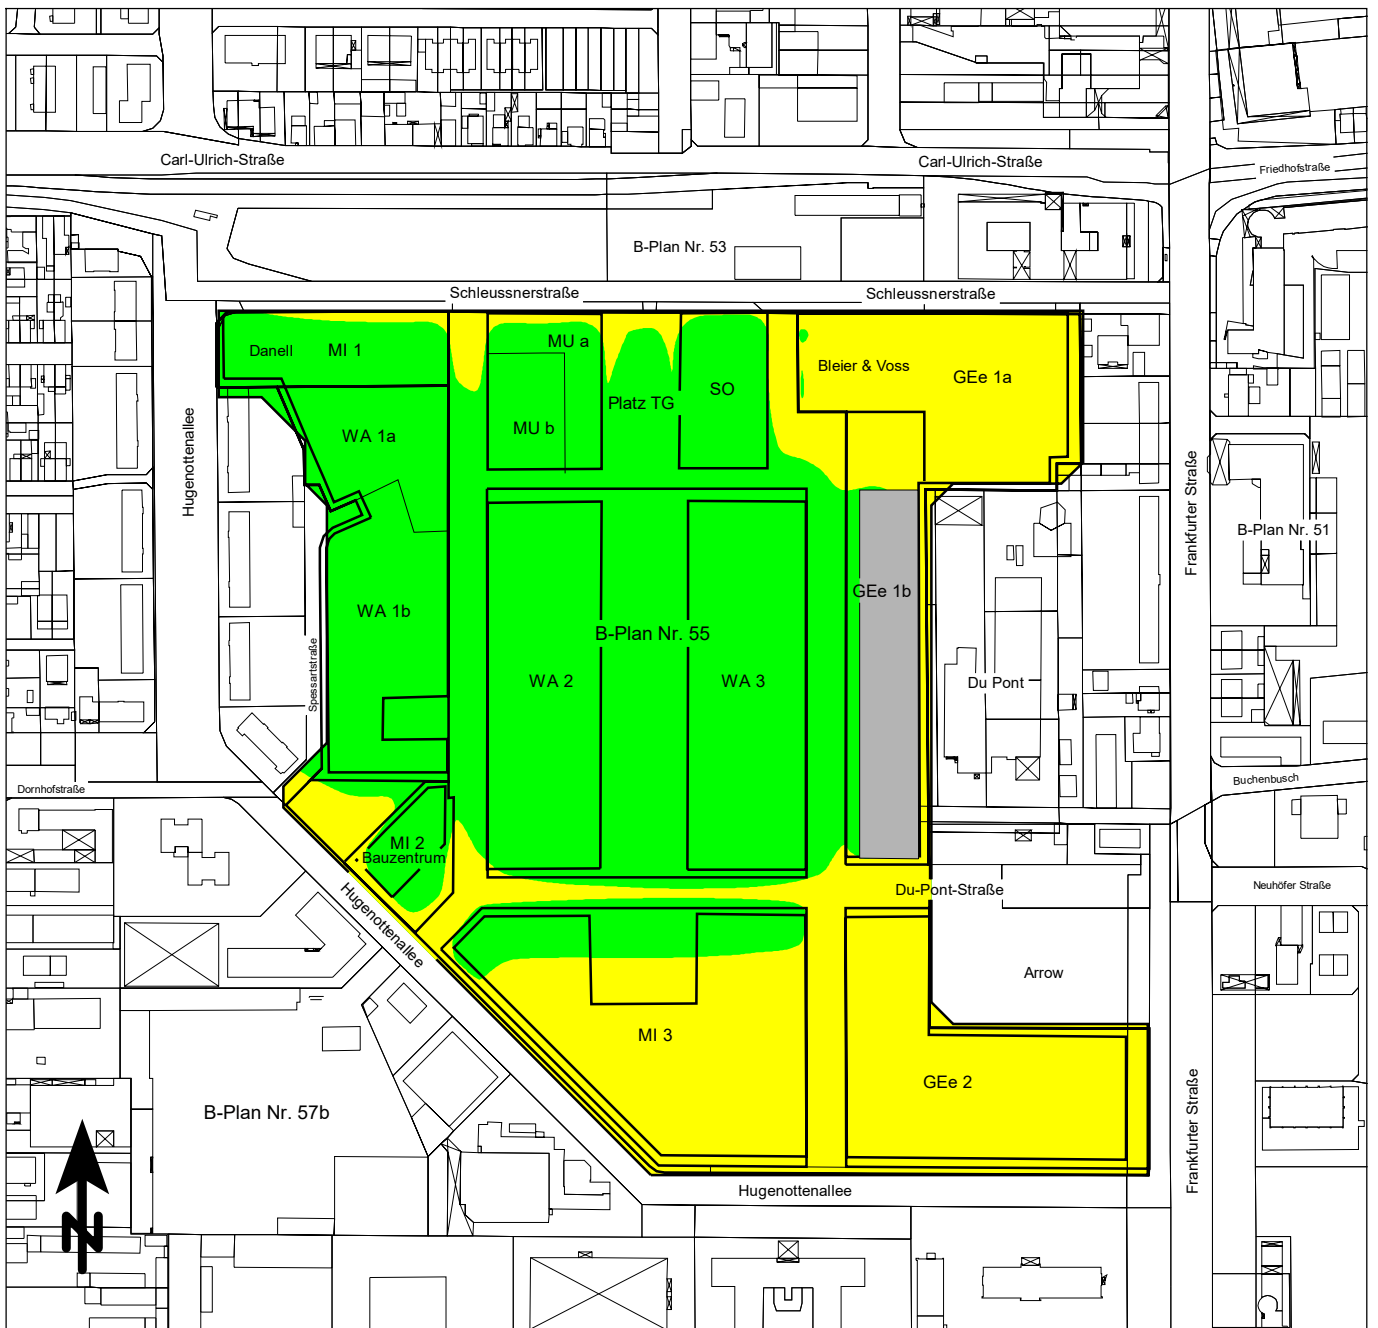 Carl-Ulrich-Straße
Carl-Ulrich-Straße
Friedhofstraße
B-Plan Nr. 53
Schleussnerstraße
Schleussnerstraße
Danell
MI 1
MU a
Bleier & Voss
GEe 1a
SO
Platz TG
MU b
WA 1a
Hugenottenallee
Frankfurter Straße
B-Plan Nr. 51
GEe 1b
WA 1b
B-Plan Nr. 55
Spessartstraße
WA 2
WA 3
Du Pont
Buchenbusch
Dornhofstraße
MI 2
Bauzentrum
Du-Pont-Straße
Neuhöfer Straße
Hugenottenallee
Arrow
MI 3
GEe 2
B-Plan Nr. 57b
Frankfurter Straße
Hugenottenallee
N